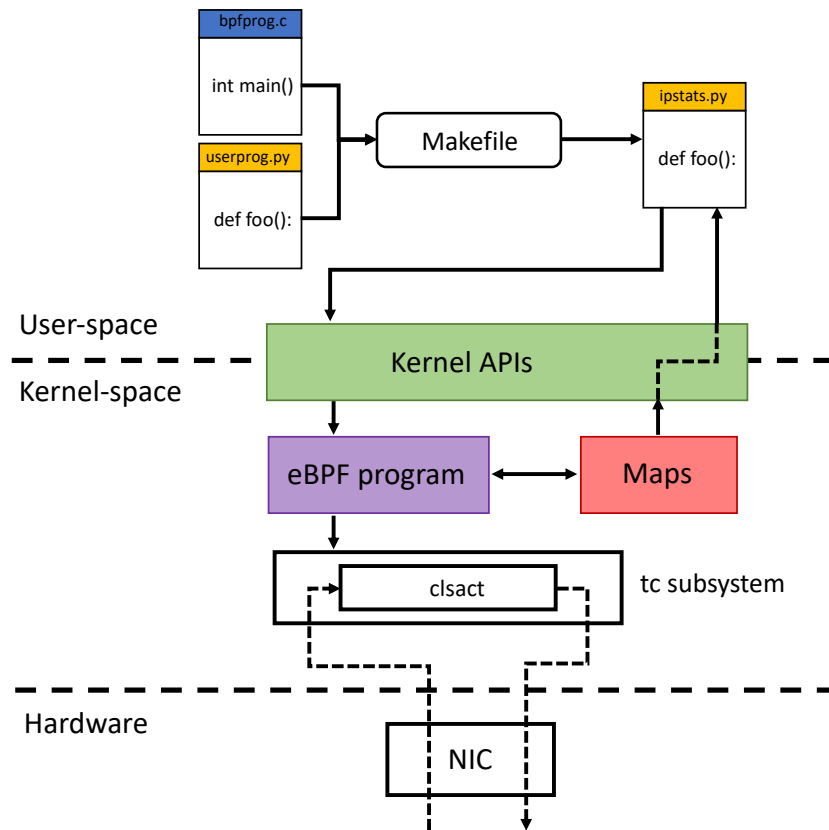 bpfprog.c
int main()
userprog.py
def foo():
Makefile
ipstats.py
def foo():
User-space
Kernel APIs
Kernel-space
eBPF program
Maps
clsact
tc subsystem
Hardware
NIC